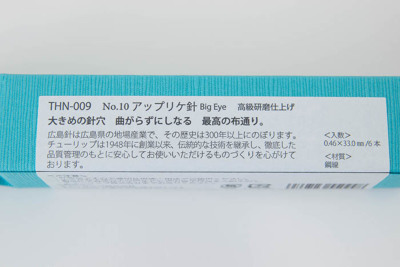 THN-009 No.10 アップリケ針 Big Eye 高級研磨仕上げ
大きめの針穴 曲がらずにしなる 最高の布通り。
広島針は広島県の地場産業で、その歴史は300年以上にのぼります。
チューリップは1948年に創業以来、伝統的な技術を継承し、徹底した
品質管理のもとに安心してお使いいただけるものづくりを心がけて
おります。
<入数>
0.46×33.0 ㎜/6 本
<材質>
鋼線